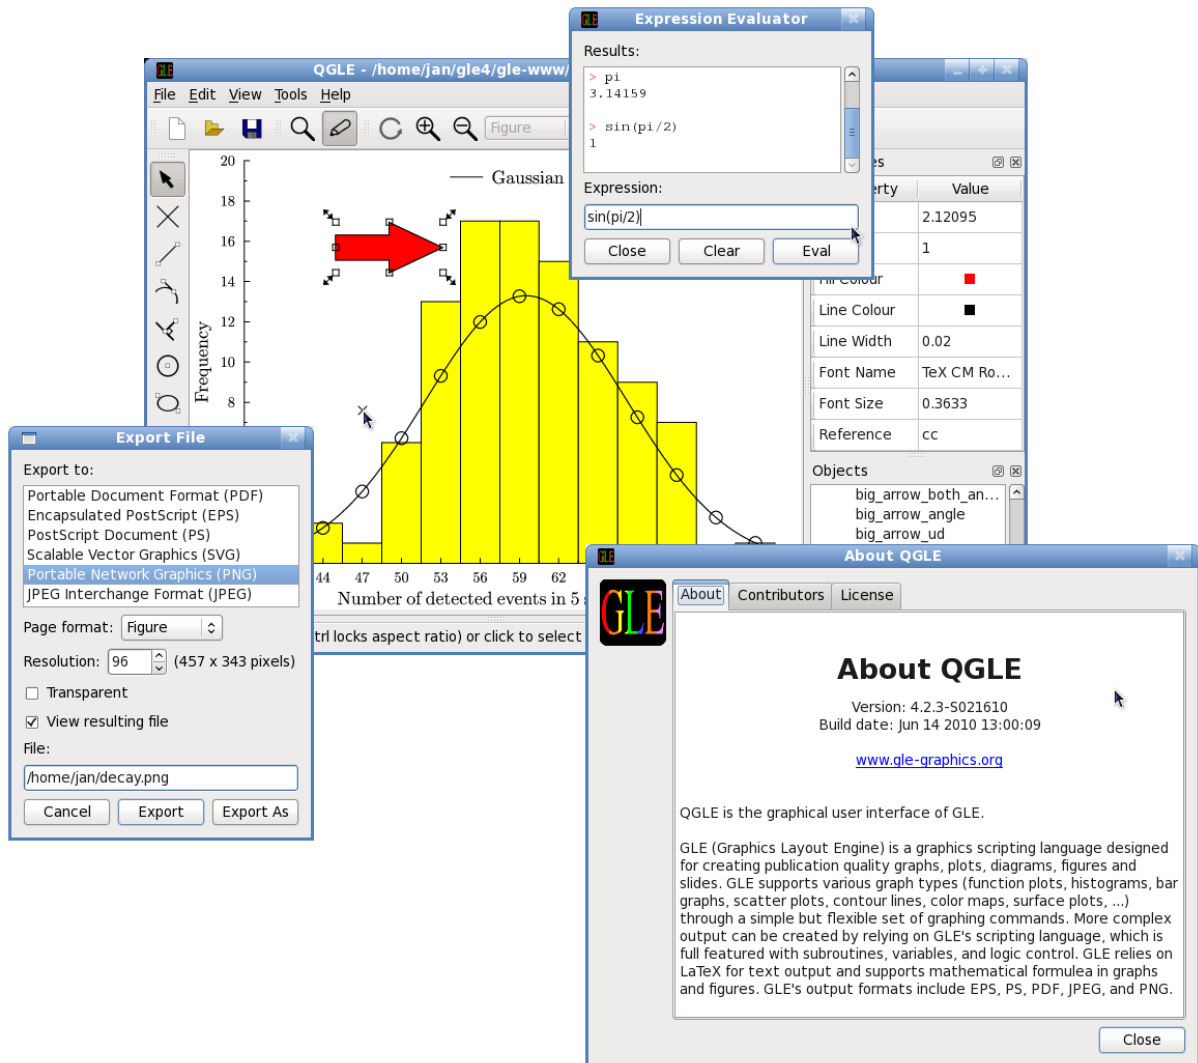 Expression Evaluator
Results:
> pi
3.14159
> sin(pi/2)
1
Expression:
sin(pi/2)
Close Clear Eval
QGLE - /home/jan/gle4/gle-www/
File Edit View Tools Help
Figure
20
18
16
14
12
10
8
Frequency
Gaussian
44 47 50 53 56 59 62
Number of detected events in 5
trl locks aspect ratio) or click to select
Value
2.12095
1
Fill Colour
Line Colour
Line Width 0.02
Font Name TeX CM Ro...
Font Size 0.3633
Reference cc
Objects
big_arrow_both_an...
big_arrow_angle
big_arrow_ud
Export File
Export to:
Portable Document Format (PDF)
Encapsulated PostScript (EPS)
PostScript Document (PS)
Scalable Vector Graphics (SVG)
Portable Network Graphics (PNG)
JPEG Interchange Format (JPEG)
Page format: Figure
Resolution: 96 (457 x 343 pixels)
Transparent
View resulting file
File:
/home/jan/decay.png
Cancel Export Export As
About QGLE
GLE
About Contributors License
About QGLE
Version: 4.2.3-S021610
Build date: Jun 14 2010 13:00:09
www.gle-graphics.org
QGLE is the graphical user interface of GLE.
GLE (Graphics Layout Engine) is a graphics scripting language designed
for creating publication quality graphs, plots, diagrams, figures and
slides. GLE supports various graph types (function plots, histograms, bar
graphs, scatter plots, contour lines, color maps, surface plots, ...)
through a simple but flexible set of graphing commands. More complex
output can be created by relying on GLE's scripting language, which is
full featured with subroutines, variables, and logic control. GLE relies on
LaTeX for text output and supports mathematical formulea in graphs
and figures. GLE's output formats include EPS, PS, PDF, JPEG, and PNG.
Close